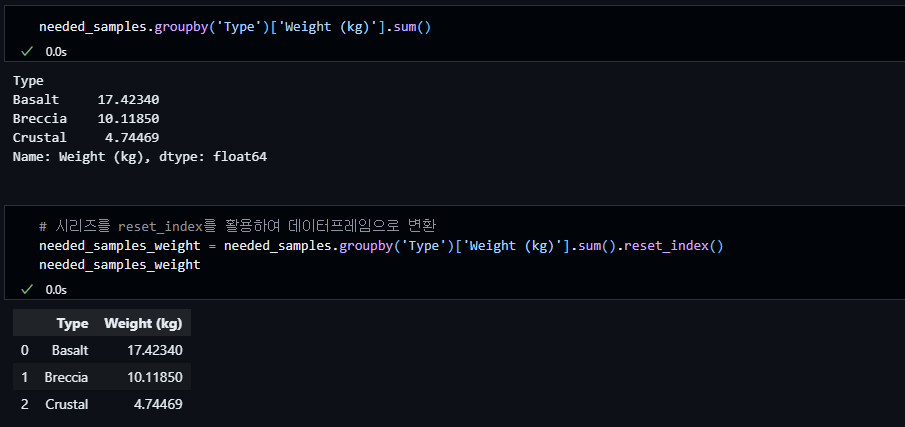 needed_samples.groupby('Type')['Weight (kg)'].sum()
0.0s
Type
Basalt 17.42340
Breccia 10.11850
Crustal 4.74469
Name: Weight (kg), dtype: float64
# 시리즈를 reset_index를 활용하여 데이터프레임으로 변환
needed_samples_weight = needed_samples.groupby('Type')['Weight (kg)'].sum().reset_index()
needed_samples_weight
0.0s
Type Weight (kg)
0 Basalt 17.42340
1 Breccia 10.11850
2 Crustal 4.74469